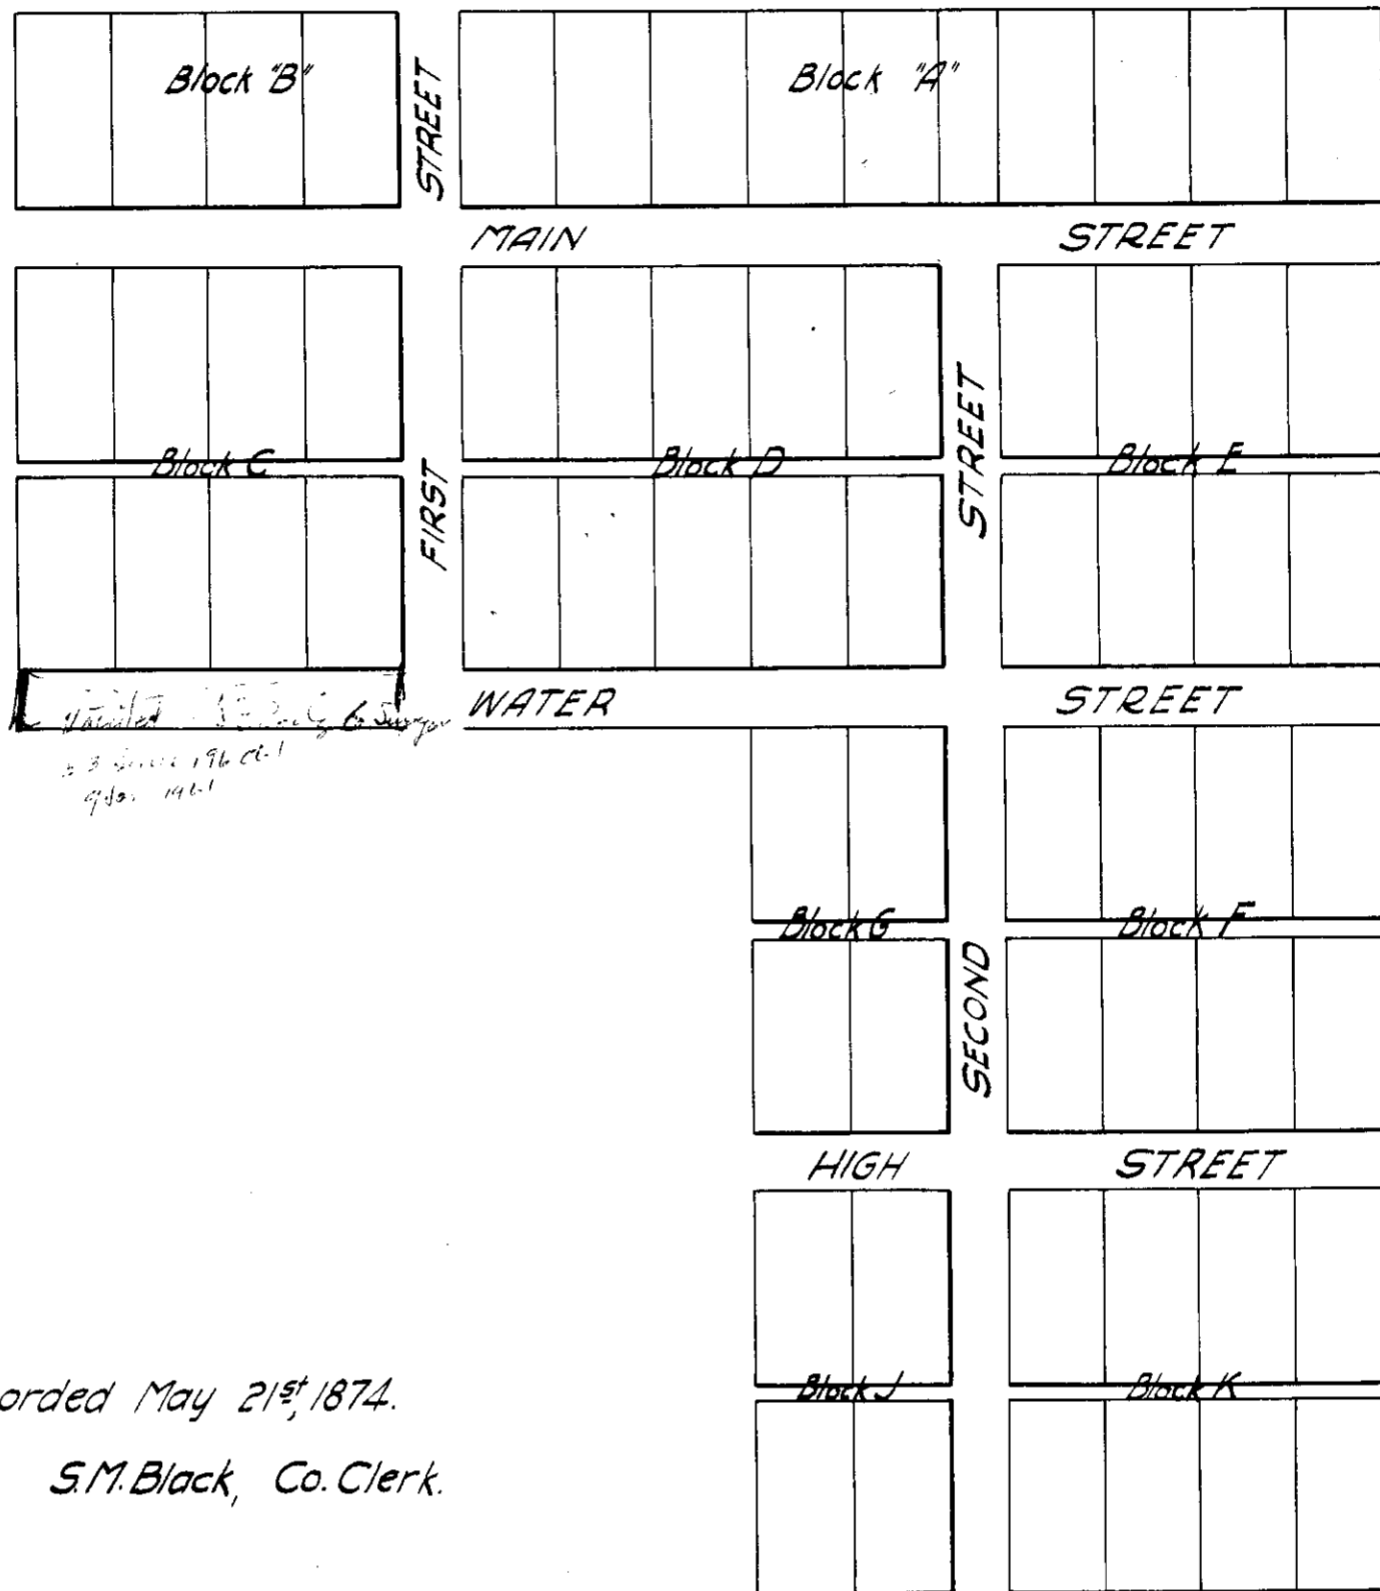 Block "B"
STREET
Block "A"
MAIN STREET
Block C
FIRST
Block D
STREET
Block E
WATER STREET
Block G
SECOND
Block F
HIGH STREET
Block J
Block K
orded May 21st, 1874.
S.M. Black, Co. Clerk.